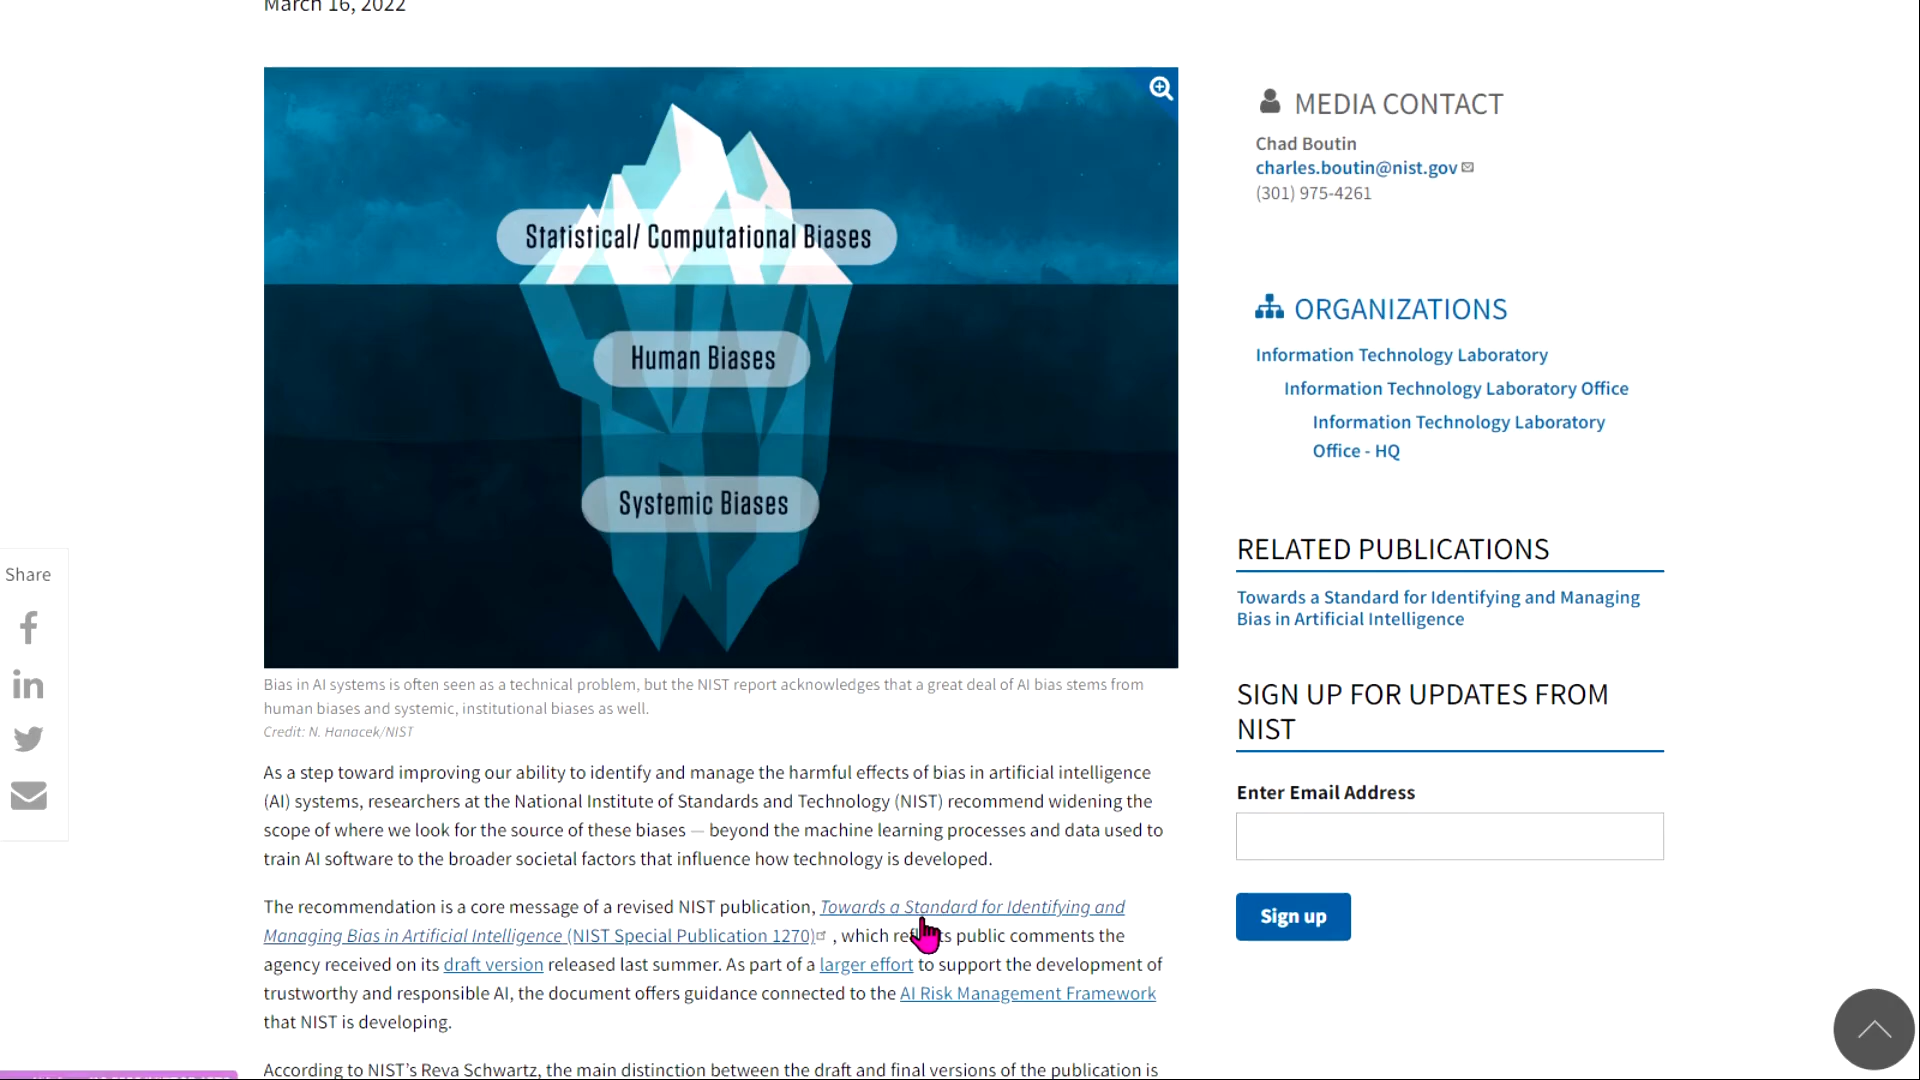 March 16, 2022
Statistical/ Computational Biases
Human Biases
Systemic Biases
Bias in AI systems is often seen as a technical problem, but the NIST report acknowledges that a great deal of AI bias stems from
human biases and systemic, institutional biases as well.
Credit: N. Hanacek/NIST
As a step toward improving our ability to identify and manage the harmful effects of bias in artificial intelligence
(AI) systems, researchers at the National Institute of Standards and Technology (NIST) recommend widening the
scope of where we look for the source of these biases — beyond the machine learning processes and data used to
train AI software to the broader societal factors that influence how technology is developed.
The recommendation is a core message of a revised NIST publication, Towards a Standard for Identifying and
Managing Bias in Artificial Intelligence (NIST Special Publication 1270) , which reflects public comments the
agency received on its draft version released last summer. As part of a larger effort to support the development of
trustworthy and responsible AI, the document offers guidance connected to the AI Risk Management Framework
that NIST is developing.
According to NIST's Reva Schwartz, the main distinction between the draft and final versions of the publication is
Share
MEDIA CONTACT
Chad Boutin
charles.boutin@nist.gov
(301) 975-4261
ORGANIZATIONS
Information Technology Laboratory
Information Technology Laboratory Office
Information Technology Laboratory
Office - HQ
RELATED PUBLICATIONS
Towards a Standard for Identifying and Managing
Bias in Artificial Intelligence
SIGN UP FOR UPDATES FROM
NIST
Enter Email Address
Sign up